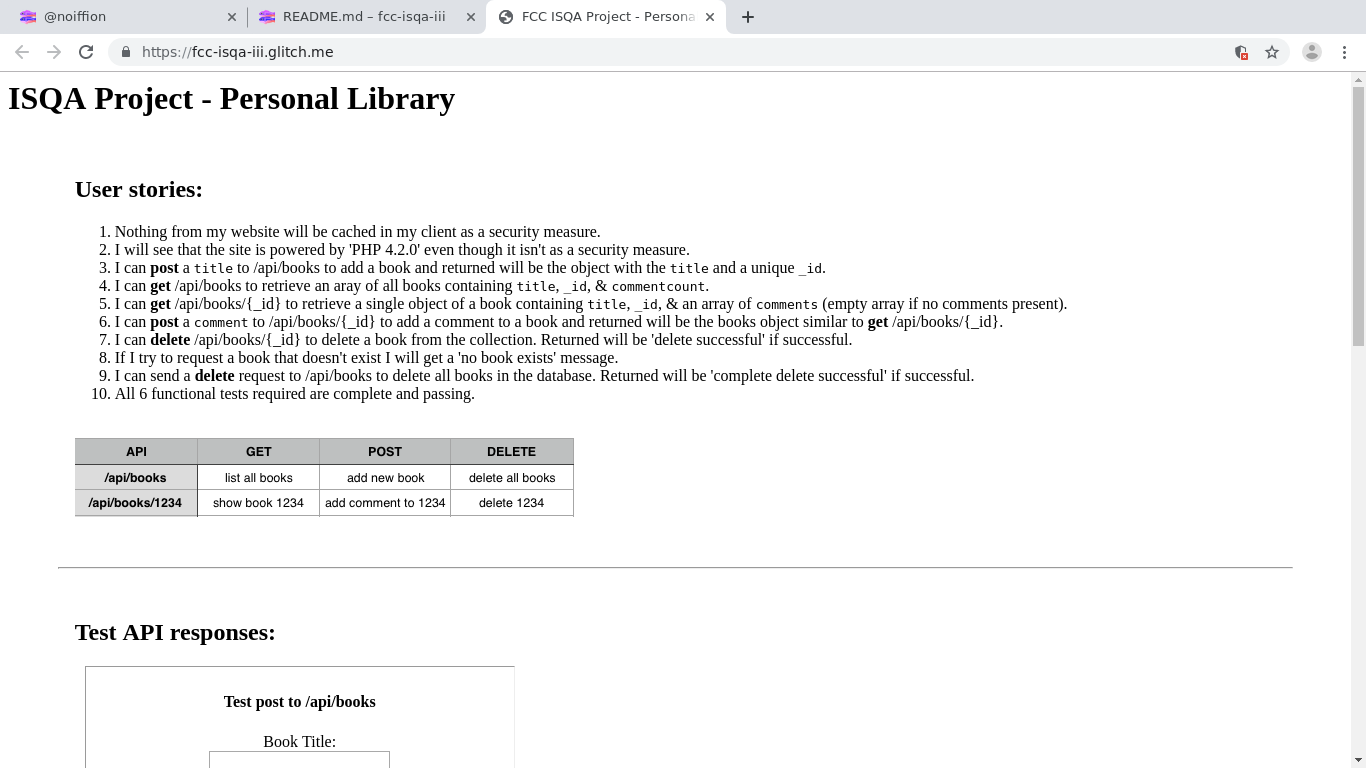 @noiffion
README.md – fcc-isqa-iii
FCC ISQA Project - Persona
https://fcc-isqa-iii.glitch.me
ISQA Project - Personal Library
User stories:
1. Nothing from my website will be cached in my client as a security measure.
2. I will see that the site is powered by 'PHP 4.2.0' even though it isn't as a security measure.
3. I can post a title to /api/books to add a book and returned will be the object with the title and a unique _id.
4. I can get /api/books to retrieve an aray of all books containing title, _id, & commentcount.
5. I can get /api/books/{_id} to retrieve a single object of a book containing title, _id, & an array of comments (empty array if no comments present).
6. I can post a comment to /api/books/{_id} to add a comment to a book and returned will be the books object similar to get /api/books/{_id}.
7. I can delete /api/books/{_id} to delete a book from the collection. Returned will be 'delete successful' if successful.
8. If I try to request a book that doesn't exist I will get a 'no book exists' message.
9. I can send a delete request to /api/books to delete all books in the database. Returned will be 'complete delete successful' if successful.
10. All 6 functional tests required are complete and passing.
API GET POST DELETE
/api/books list all books add new book delete all books
/api/books/1234 show book 1234 add comment to 1234 delete 1234
Test API responses:
Test post to /api/books
Book Title: